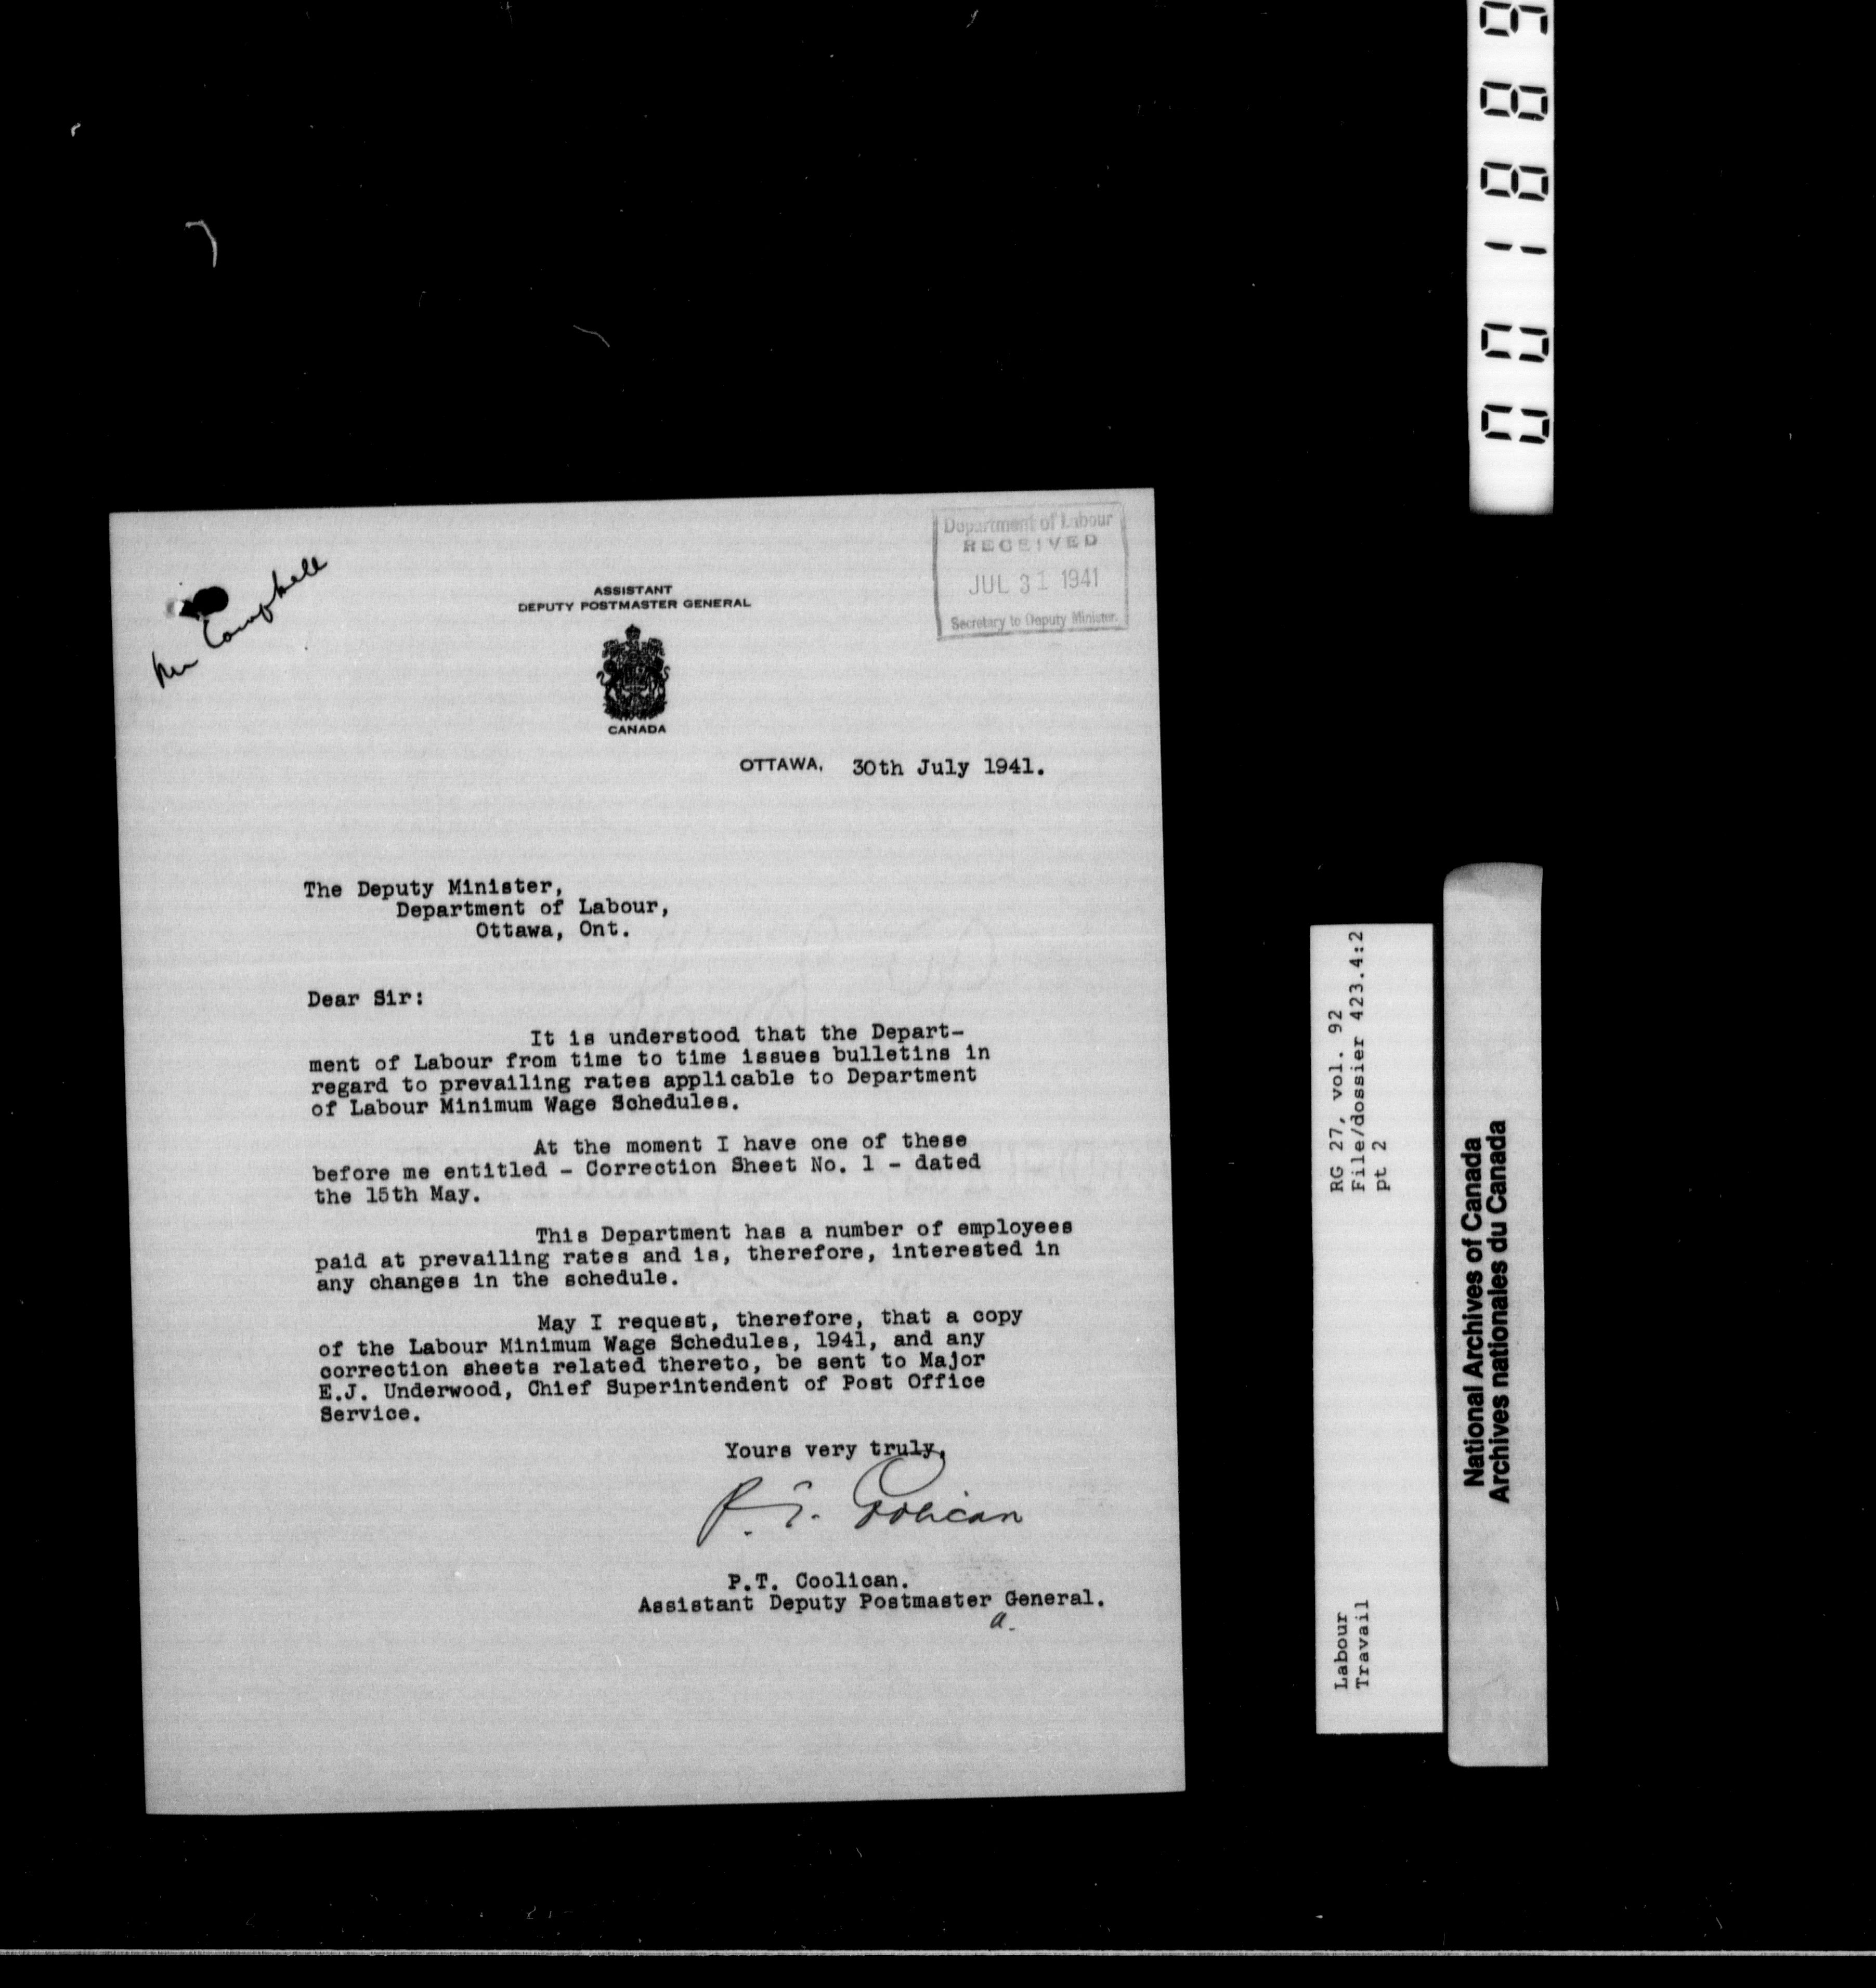 Mr Campbell
Department of Labour
RECEIVED
JUL 31 1941
Secretary to Deputy Minister.
ASSISTANT
DEPUTY POSTMASTER GENERAL
CANADA
OTTAWA, 30th July 1941.
The Deputy Minister,
Department of Labour,
Ottawa, Ont.
Dear Sir:
It is understood that the Depart-
ment of Labour from time to time issues bulletins in
regard to prevailing rates applicable to Department
of Labour Minimum Wage Schedules.
At the moment I have one of these
before me entitled - Correction Sheet No. 1 - dated
the 15th May.
This Department has a number of employees
paid at prevailing rates and is, therefore, interested in
any changes in the schedule.
May I request, therefore, that a copy
of the Labour Minimum Wage Schedules, 1941, and any
correction sheets related thereto, be sent to Major
E.J. Underwood, Chief Superintendent of Post Office
Service.
Yours very truly,
P. T. Coolican
P.T. Coolican.
Assistant Deputy Postmaster General.
a.
001889
RG 27, vol. 92
File/dossier 423.4:2
pt 2
Labour
Travail
National Archives of Canada
Archives nationales du Canada